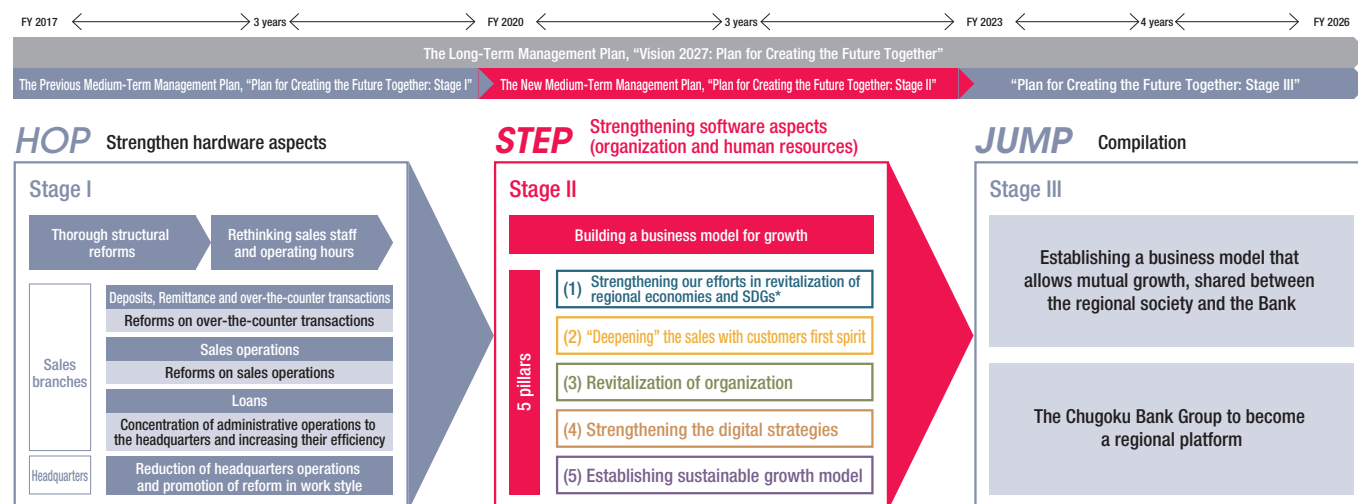 FY 2017
3 years
FY 2020
3 years
FY 2023
4 years
FY 2026
The Long-Term Management Plan, “Vision 2027: Plan for Creating the Future Together”
The Previous Medium-Term Management Plan, “Plan for Creating the Future Together: Stage I”
The New Medium-Term Management Plan, “Plan for Creating the Future Together: Stage II”
“Plan for Creating the Future Together: Stage III”
HOP
Strengthen hardware aspects
Stage I
Thorough structural
reforms
Rethinking sales staff
and operating hours
Sales
branches
Deposits, Remittance and over-the-counter transactions
Reforms on over-the-counter transactions
Sales operations
Reforms on sales operations
Loans
Concentration of administrative operations to
the headquarters and increasing their efficiency
Headquarters
Reduction of headquarters operations
and promotion of reform in work style
STEP
Strengthening software aspects
(organization and human resources)
Stage II
Building a business model for growth
5 pillars
(1) Strengthening our efforts in revitalization of
regional economies and SDGs*
(2) “Deepening” the sales with customers first spirit
(3) Revitalization of organization
(4) Strengthening the digital strategies
(5) Establishing sustainable growth model
JUMP
Compilation
Stage III
Establishing a business model that
allows mutual growth, shared between
the regional society and the Bank
The Chugoku Bank Group to become
a regional platform